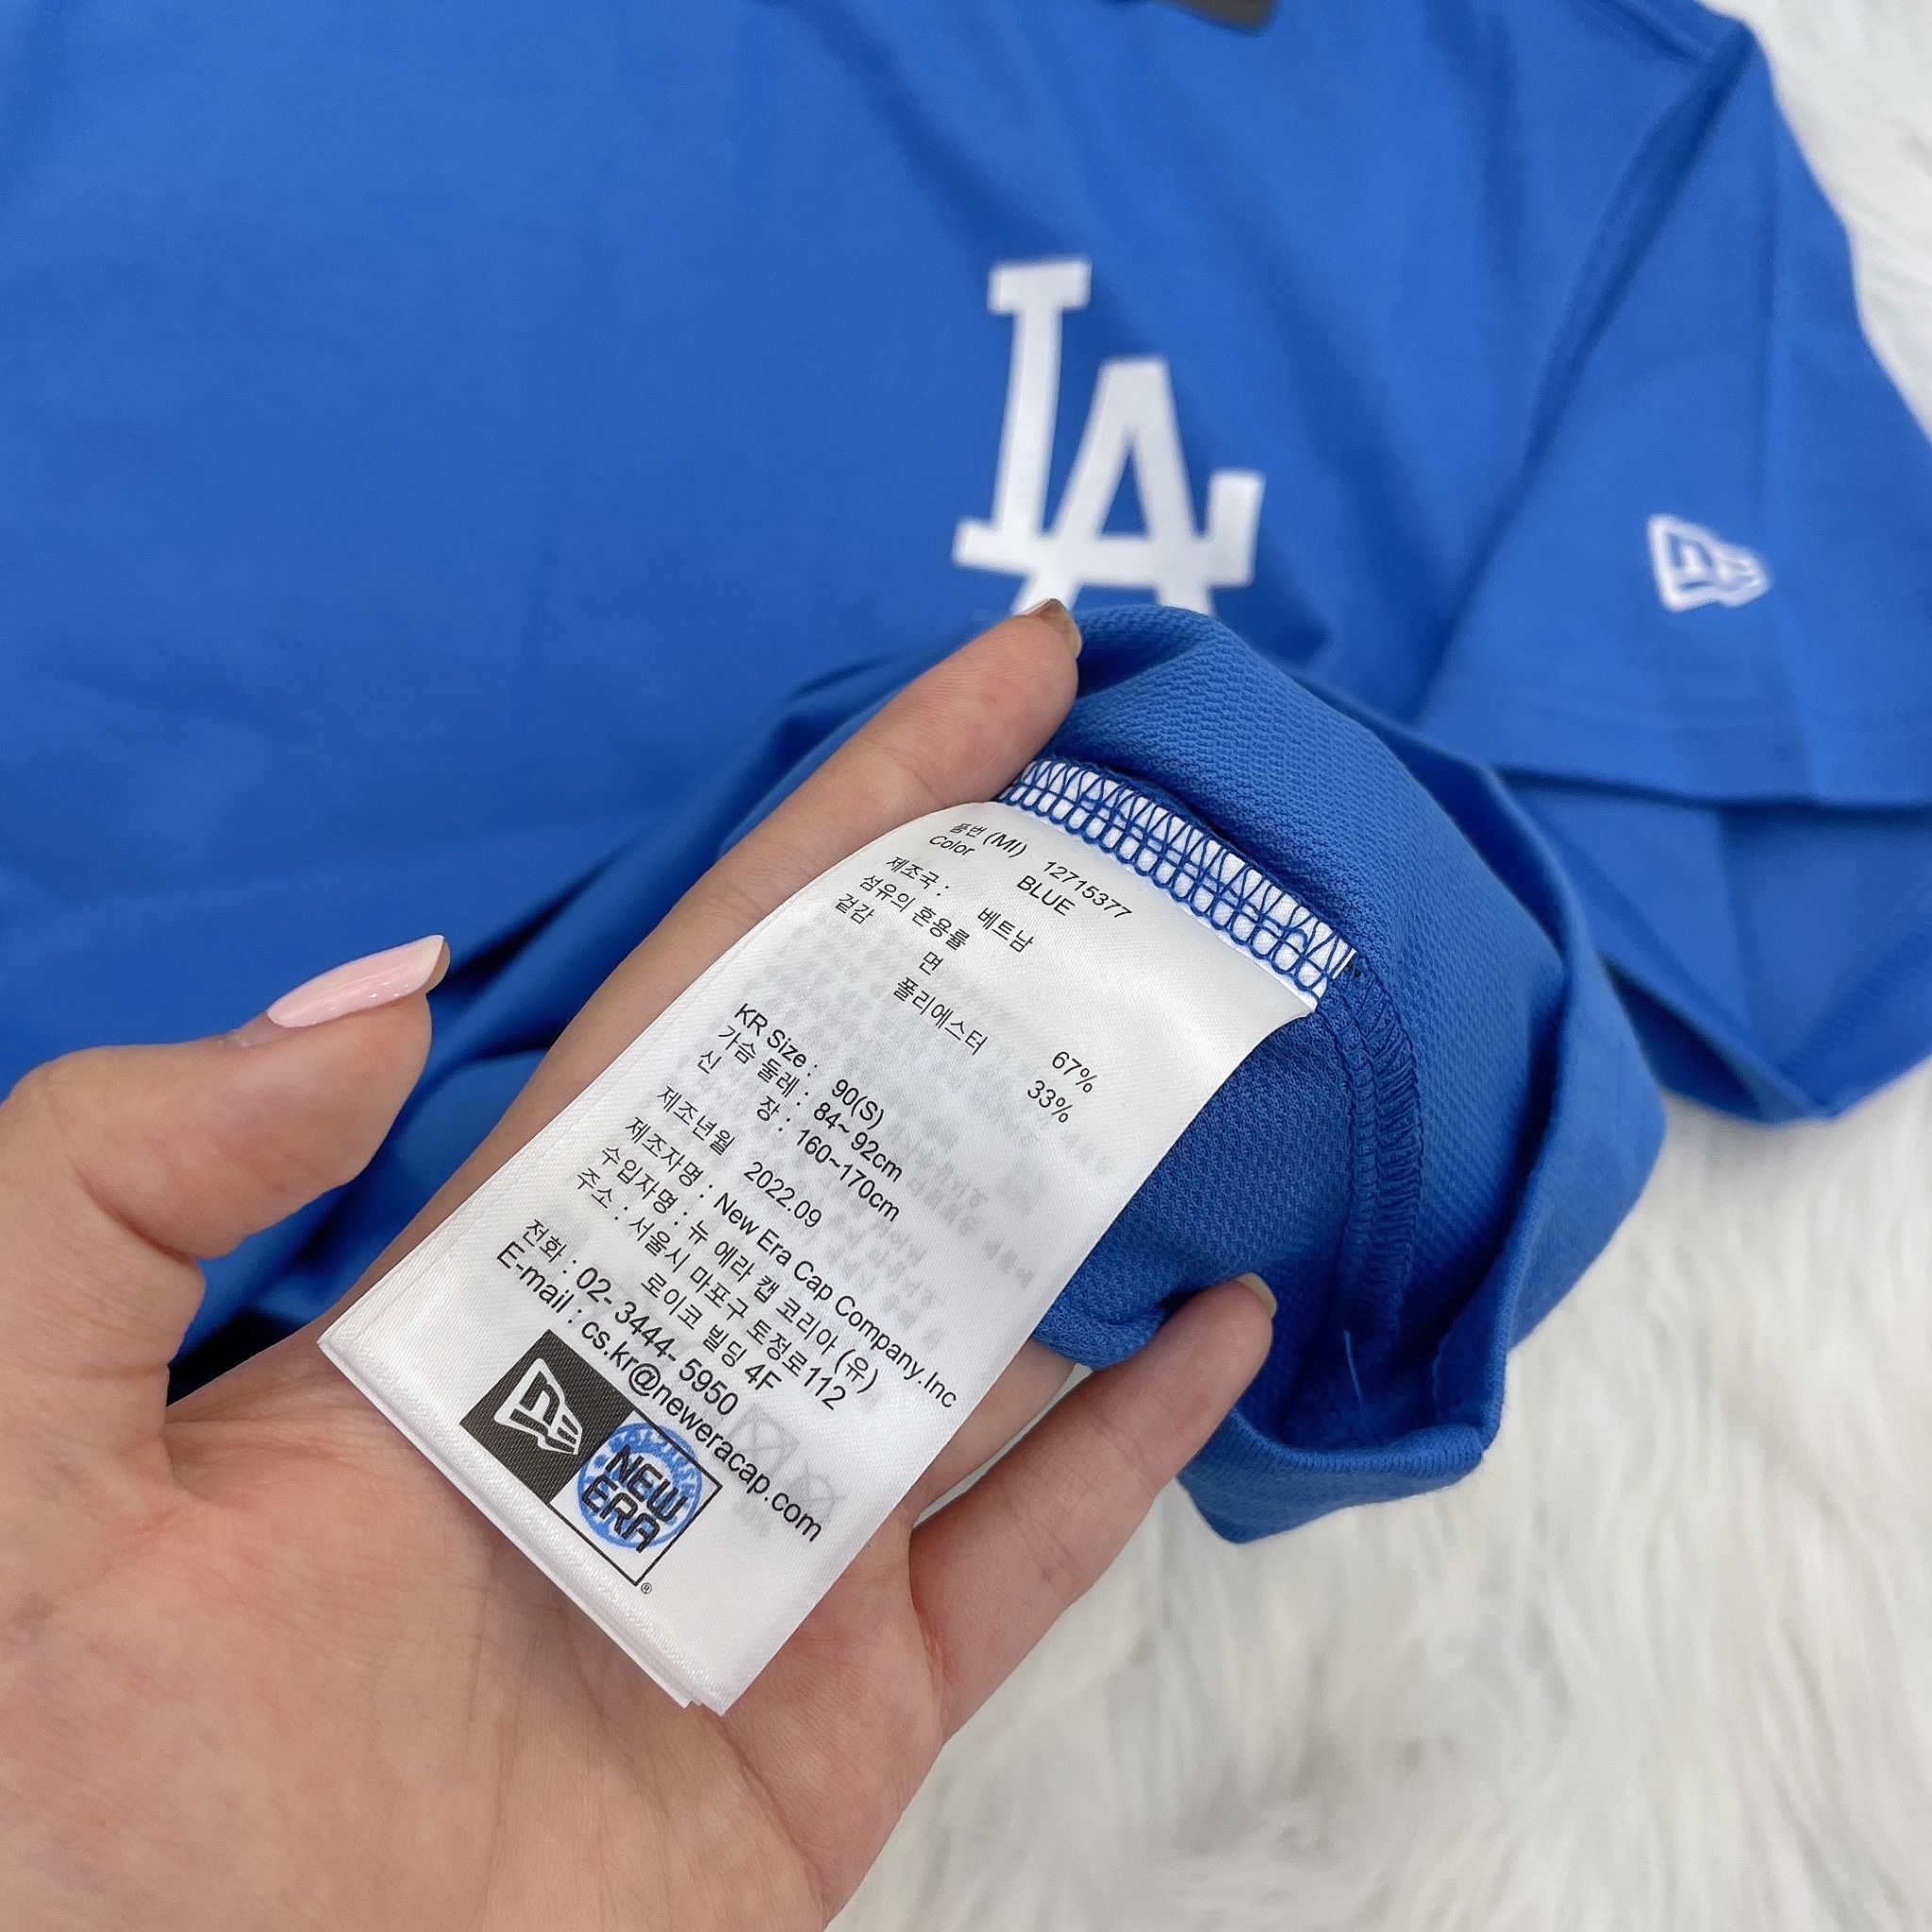 LA
품번 (MI) 12715377
Color BLUE
제조국 : 베트남
섬유의 혼용률
겉감 면 67%
폴리에스터 33%
KR Size : 90(S)
가슴 둘레 : 84~ 92cm
신 장 : 160~170cm
제조년월 2022.09
제조자명 : New Era Cap Company.Inc
수입자명 : 뉴 에라 캡 코리아 (유)
주소 : 서울시 마포구 토정로112
로이코 빌딩 4F
전화 : 02- 3444- 5950
E-mail : cs.kr@neweracap.com
NEW
ERA
®